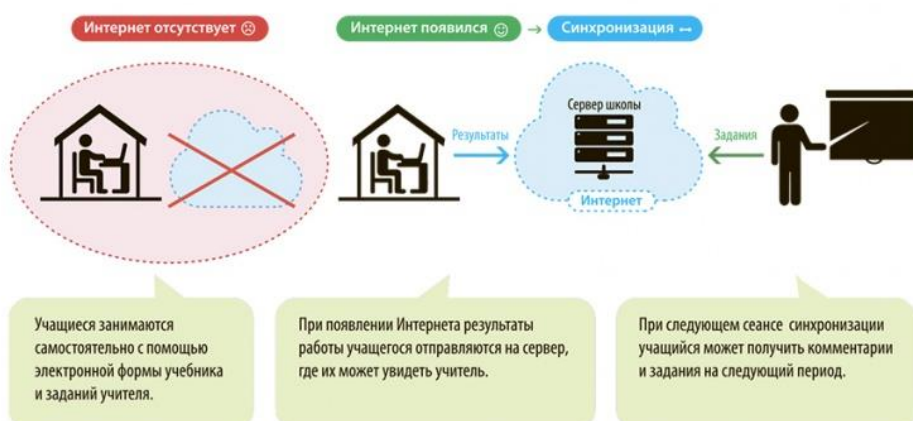 Интернет отсутствует
Интернет появился
Синхронизация
Сервер школы
Результаты
Задания
Интернет
Учащиеся занимаются
самостоятельно с помощью
электронной формы учебника
и заданий учителя.
При появлении Интернета результаты
работы учащегося отправляются на сервер,
где их может увидеть учитель.
При следующем сеансе синхронизации
учащийся может получить комментарии
и задания на следующий период.